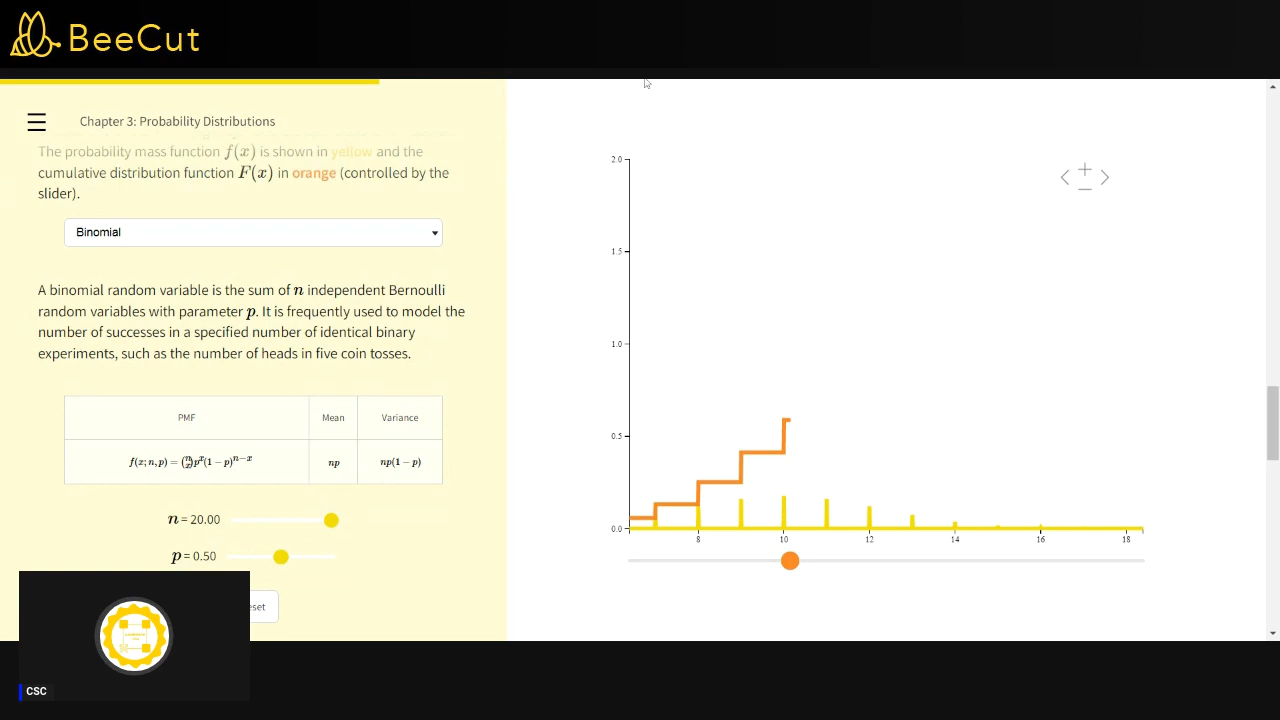 BeeCut
Chapter 3: Probability Distributions
The probability mass function f(x) is shown in yellow and the
cumulative distribution function F(x) in orange (controlled by the
slider).
Binomial
A binomial random variable is the sum of n independent Bernoulli
random variables with parameter p. It is frequently used to model the
number of successes in a specified number of identical binary
experiments, such as the number of heads in five coin tosses.
PMF Mean Variance
f(x; n, p) = (n x) p^x (1 − p)^{n−x} np np(1 − p)
n = 20.00
p = 0.50
eset
CSC
2.0
1.5
1.0
0.5
0.0
8 10 12 14 16 18